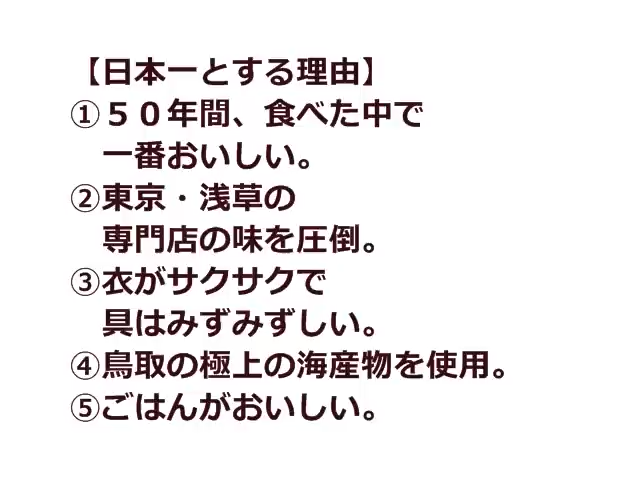 【日本一とする理由】
①５０年間、食べた中で
一番おいしい。
②東京・浅草の
専門店の味を圧倒。
③衣がサクサクで
具はみずみずしい。
④鳥取の極上の海産物を使用。
⑤ごはんがおいしい。